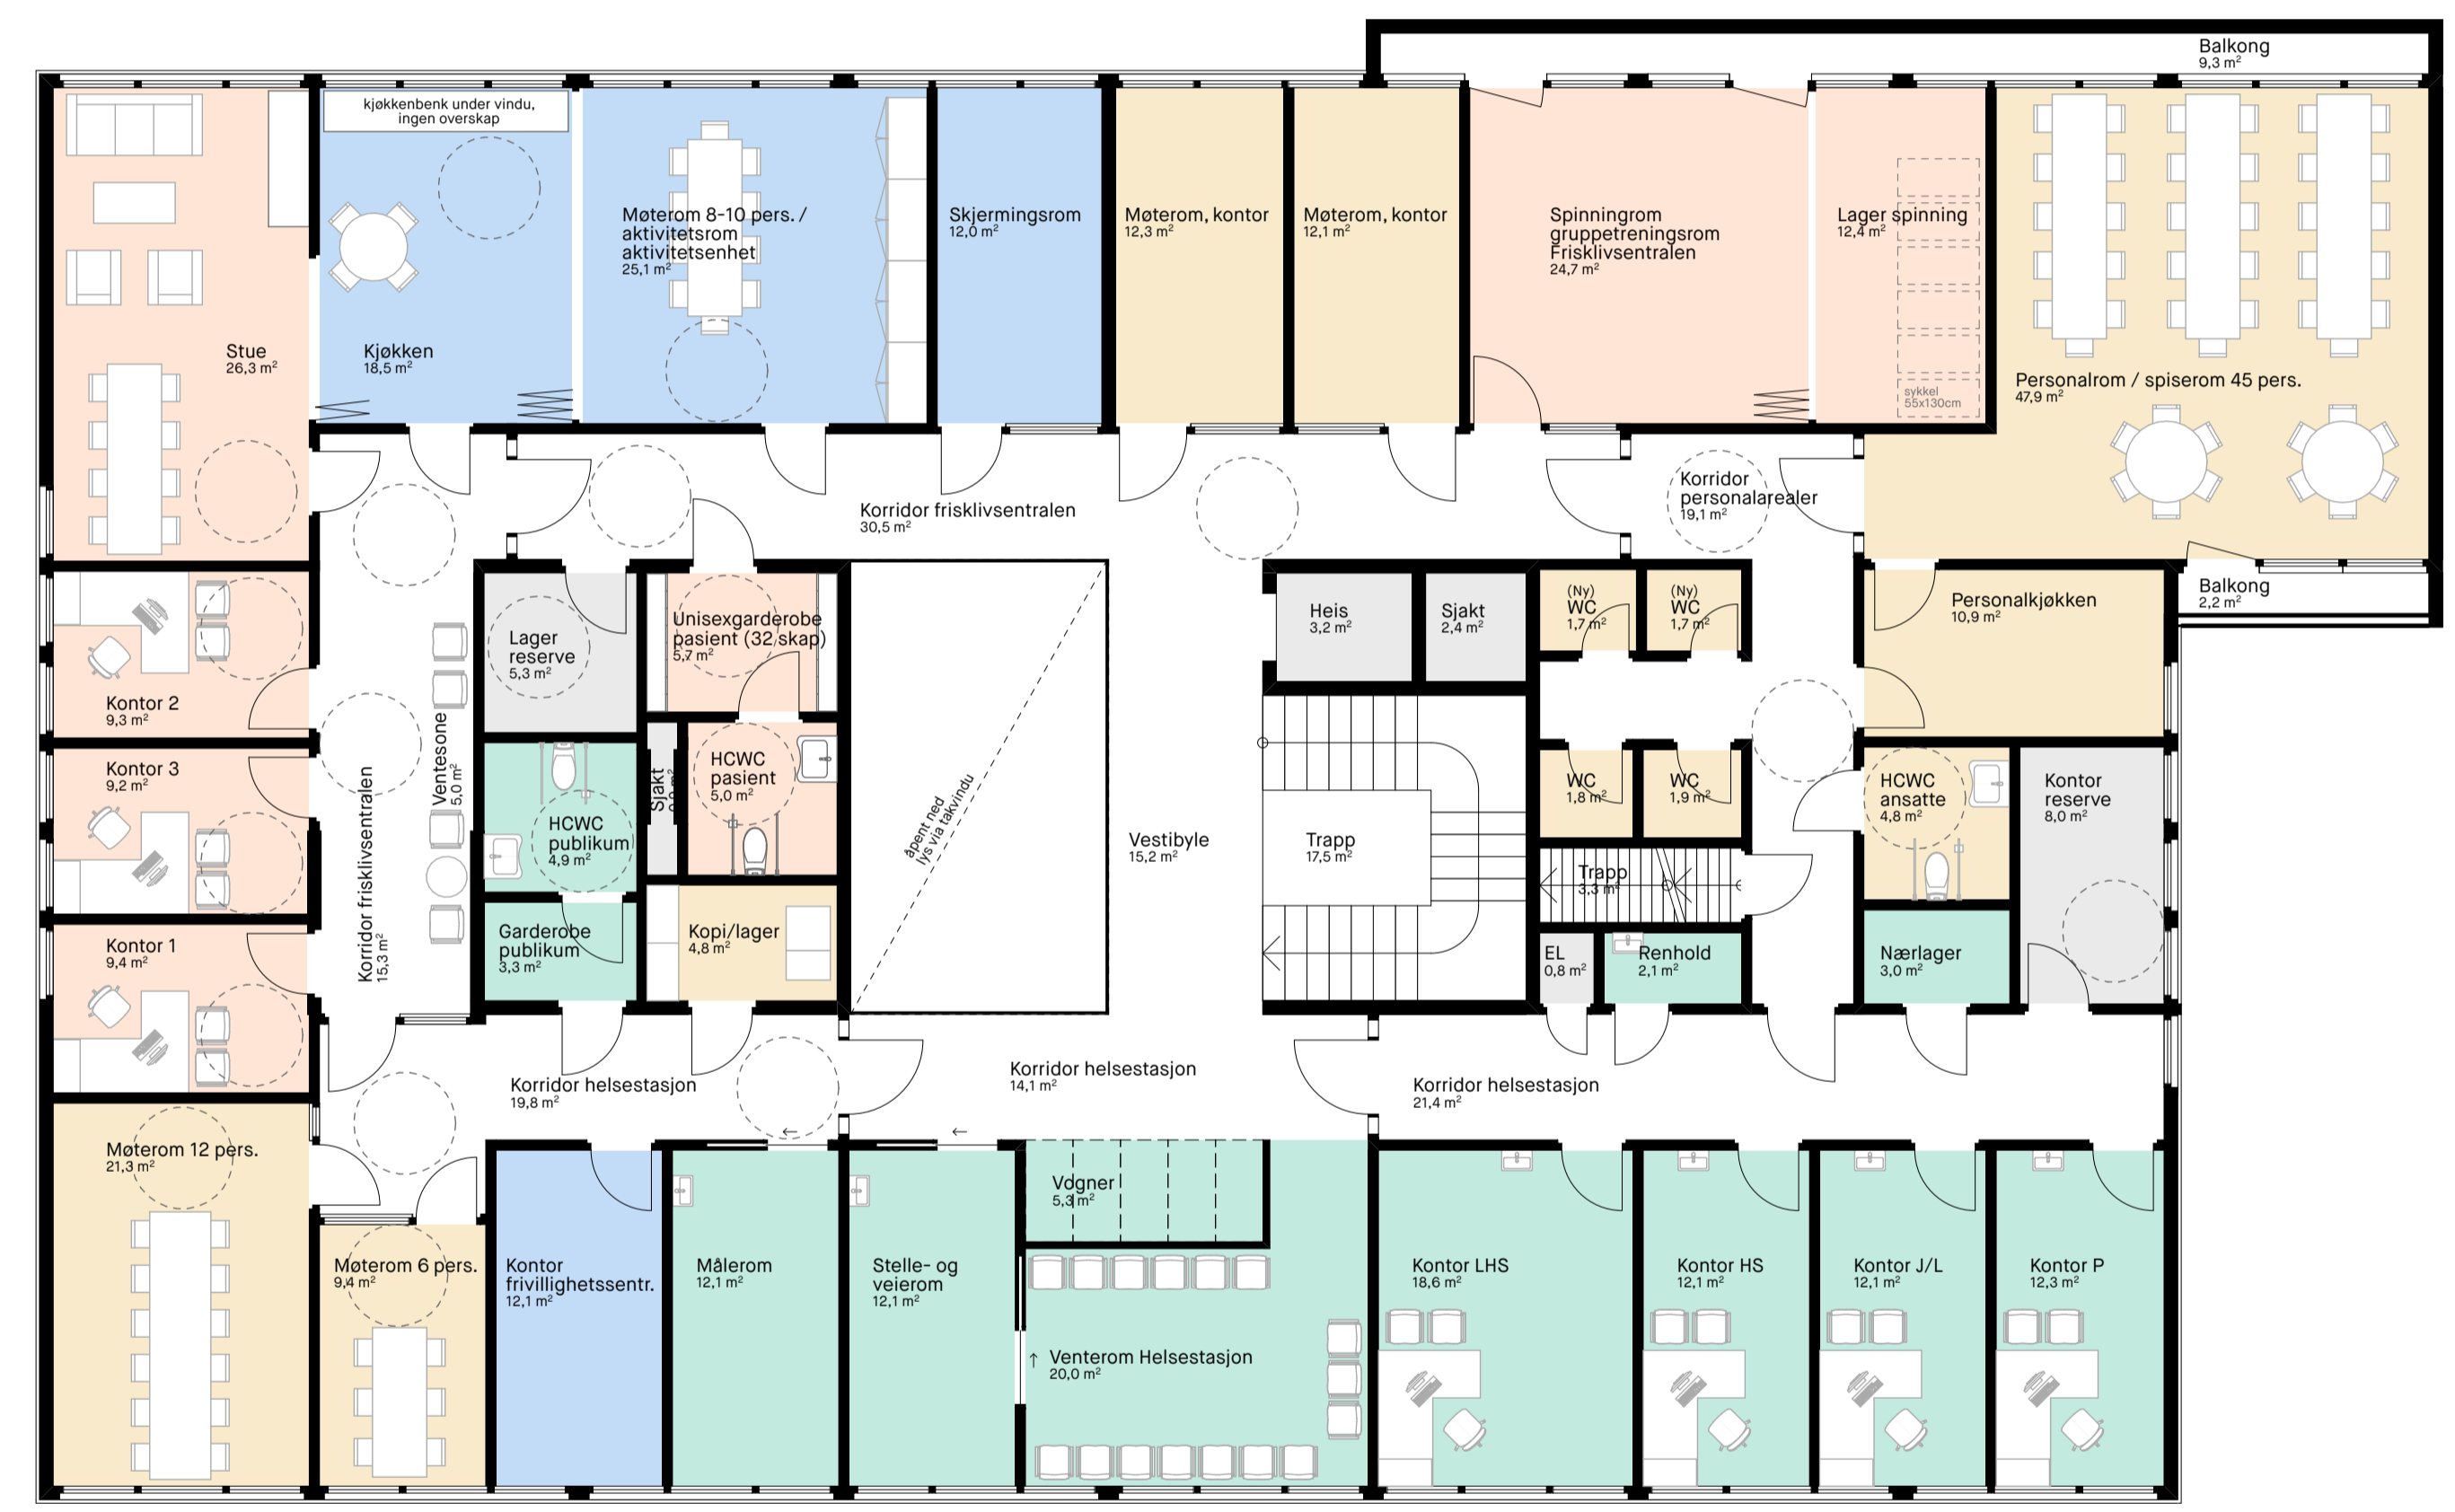 Balkong
9,3 m²
kjøkkenbenk under vindu,
ingen overskap
Møterom 8-10 pers. /
aktivitetsrom
aktivitetsenhet
25,1 m²
Skjermingsrom
12,0 m²
Møterom, kontor
12,3 m²
Møterom, kontor
12,1 m²
Spinningrom
gruppetreningsrom
Frisklivsentralen
24,7 m²
Lager spinning
12,4 m²
Stue
26,3 m²
Kjøkken
18,5 m²
sykkel
55x130cm
Personalrom / spiserom 45 pers.
47,9 m²
Korridor frisklivsentralen
30,5 m²
Korridor
personalarealer
19,1 m²
Balkong
2,2 m²
Kontor 2
9,3 m²
Lager
reserve
5,3 m²
Unisexgarderobe
pasient (32 skap)
5,7 m²
Heis
3,2 m²
Sjakt
2,4 m²
(Ny)
WC
1,7 m²
(Ny)
WC
1,7 m²
Personalkjøkken
10,9 m²
Kontor 3
9,2 m²
Ventesone
5,0 m²
Korridor frisklivsentralen
15,3 m²
HCWC
publikum
4,9 m²
Sjakt
HCWC
pasient
5,0 m²
åpent ned
lys via takvindu
Vestibyle
15,2 m²
Trapp
17,5 m²
WC
1,8 m²
WC
1,9 m²
HCWC
ansatte
4,8 m²
Kontor
reserve
8,0 m²
Trapp
3,3 m²
Kontor 1
9,4 m²
Garderobe
publikum
3,3 m²
Kopi/lager
4,8 m²
EL
0,8 m²
Renhold
2,1 m²
Nærlager
3,0 m²
Korridor helsestasjon
19,8 m²
Korridor helsestasjon
14,1 m²
Korridor helsestasjon
21,4 m²
Møterom 12 pers.
21,3 m²
Vogner
5,3 m²
Møterom 6 pers.
9,4 m²
Kontor
frivillighetssentr.
12,1 m²
Målerom
12,1 m²
Stelle- og
veierom
12,1 m²
Venterom Helsestasjon
20,0 m²
Kontor LHS
18,6 m²
Kontor HS
12,1 m²
Kontor J/L
12,1 m²
Kontor P
12,3 m²